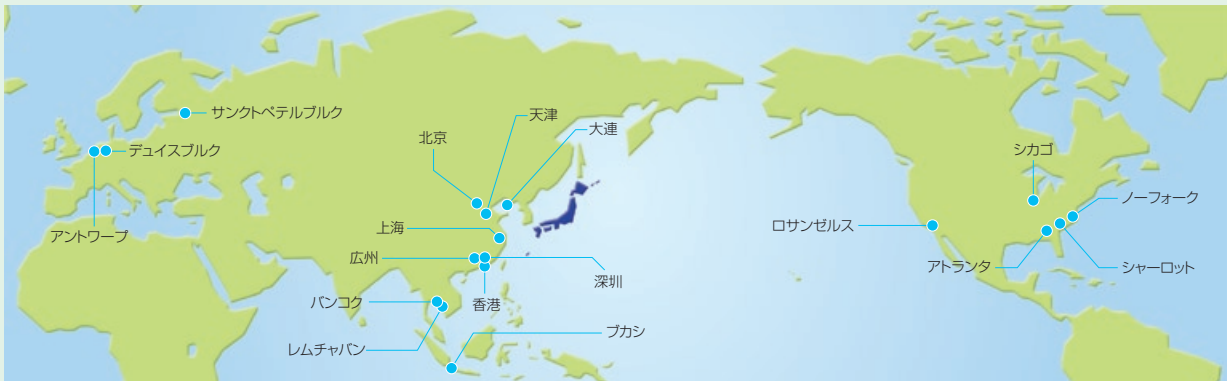 サンクトペテルブルク
デュイスブルク
アントワープ
北京
天津
大連
上海
広州
深圳
香港
バンコク
レムチャバン
ブカシ
シカゴ
ノーフォーク
ロサンゼルス
アトランタ
シャーロット